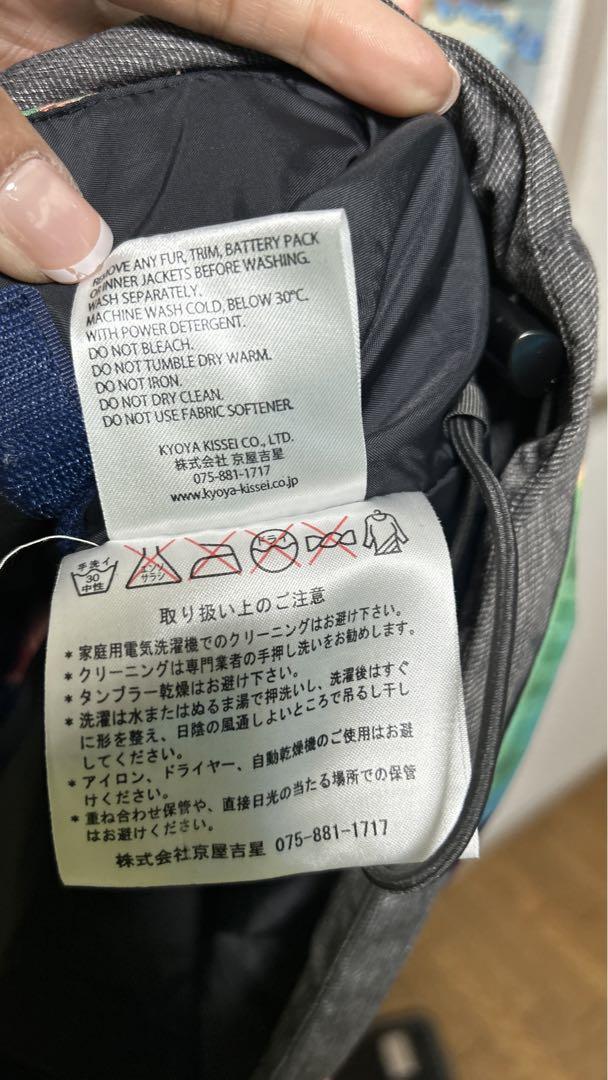 REMOVE ANY FUR, TRIM, BATTERY PACK
OR INNER JACKETS BEFORE WASHING.
WASH SEPARATELY.
MACHINE WASH COLD, BELOW 30°C.
WITH POWER DETERGENT.
DO NOT BLEACH.
DO NOT TUMBLE DRY WARM.
DO NOT IRON.
DO NOT DRY CLEAN.
DO NOT USE FABRIC SOFTENER.
KYOYA KISSEI CO., LTD.
株式会社 京屋吉星
075-881-1717
www.kyoya-kissei.co.jp
手洗イ
30
中性
エンソ
サラシ
ドライ
取り扱い上のご注意
* 家庭用電気洗濯機でのクリーニングはお避け下さい。
* クリーニングは専門業者の手押し洗いをお勧めします。
* タンブラー乾燥はお避け下さい。
* 洗濯は水またはぬるま湯で押洗いし、洗濯後はすぐ
に形を整え、日陰の風通しよいところで吊るし干し
してください。
* アイロン、ドライヤー、自動乾燥機のご使用はお避
けください。
* 重ね合わせ保管や、直接日光の当たる場所での保管
はお避けください。
株式会社京屋吉星 075-881-1717